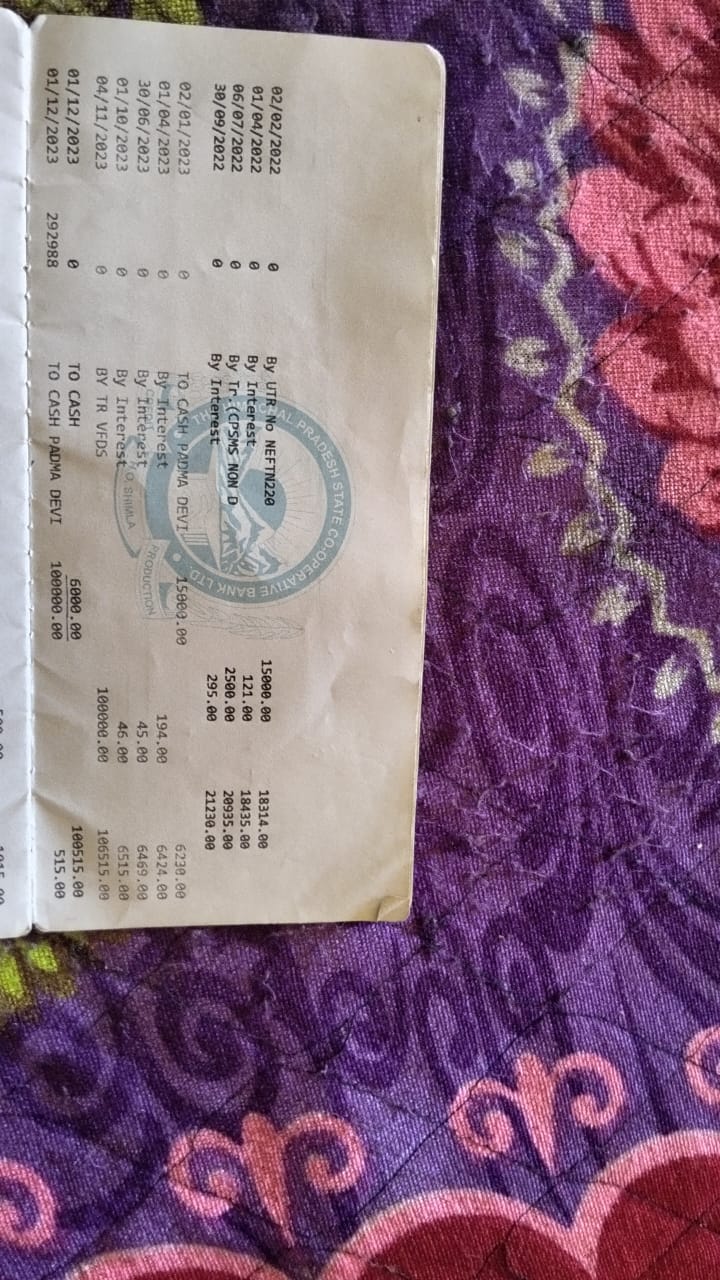 02/02/2022 0 By UTR No NEFTN220 15000.00 18314.00
01/04/2022 0 By Interest 121.00 18435.00
06/07/2022 0 By Tr.(CPSMS NON D 2500.00 20935.00
30/09/2022 0 By Interest 295.00 21230.00
02/01/2023 0 TO CASH PADMA DEVI 15000.00 6230.00
01/04/2023 0 By Interest 194.00 6424.00
30/06/2023 0 By Interest 45.00 6469.00
01/10/2023 0 By Interest 46.00 6515.00
04/11/2023 0 BY TR VFDS 100000.00 106515.00
01/12/2023 0 TO CASH 6000.00 100515.00
01/12/2023 292988 TO CASH PADMA DEVI 100000.00 515.00
PRADESH STATE CO-OPERATIVE BANK LTD.
SHIMLA
PRODUCTION